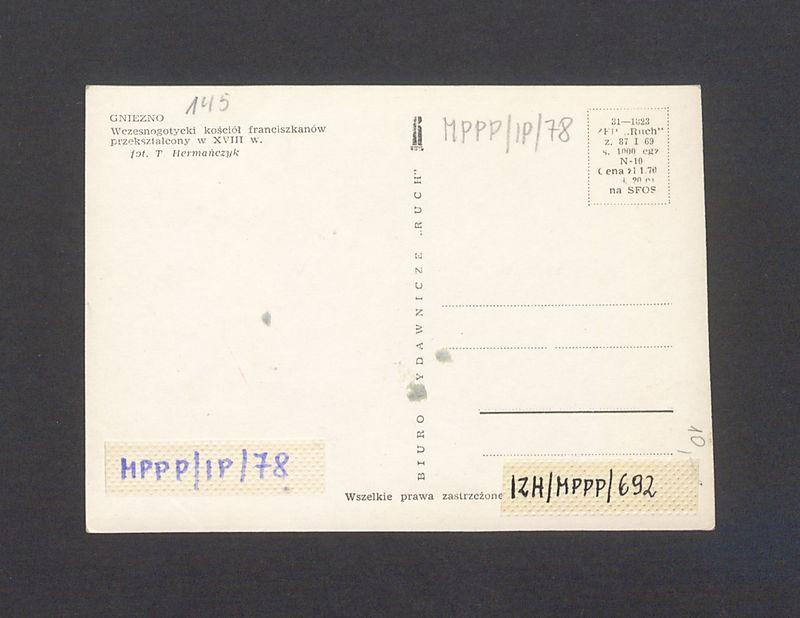 145
GNIEZNO
Wczesnogotycki kościół franciszkanów
przekształcony w XVIII w.
fot. T Hermańczyk
MPPP/IP/78
31—1823
„Ruch”
z. 87 I 69
s. 1000 egz
N-10
Cena zł 1.70
na SFOS
BIURO WYDAWNICZE „RUCH”
10,
MPPP/IP/78
Wszelkie prawa zastrzeżone
IZH/MPPP/692